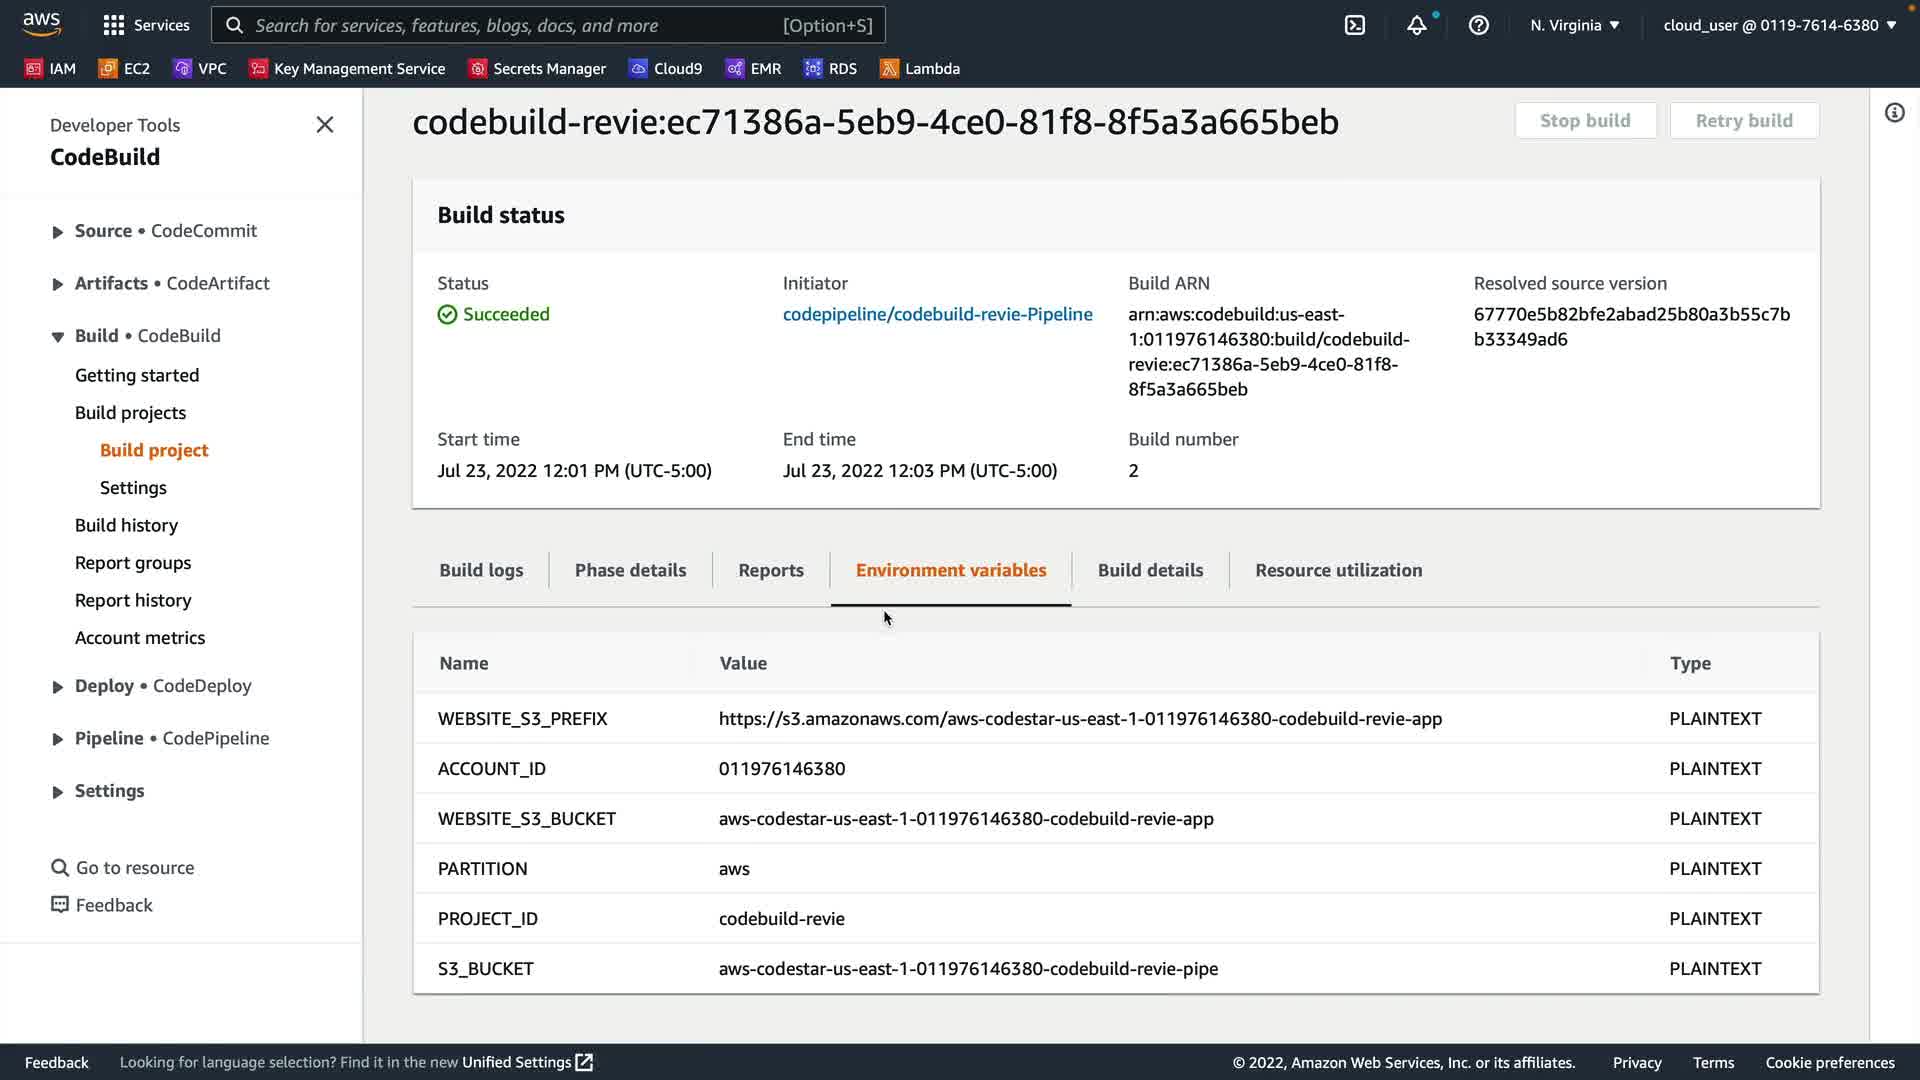 aws
Services
Search for services, features, blogs, docs, and more
[Option+S]
N. Virginia
cloud_user @ 0119-7614-6380
IAM
EC2
VPC
Key Management Service
Secrets Manager
Cloud9
EMR
RDS
Lambda
Developer Tools
CodeBuild
Source • CodeCommit
Artifacts • CodeArtifact
Build • CodeBuild
Getting started
Build projects
Build project
Settings
Build history
Report groups
Report history
Account metrics
Deploy • CodeDeploy
Pipeline • CodePipeline
Settings
Go to resource
Feedback
codebuild-revie:ec71386a-5eb9-4ce0-81f8-8f5a3a665beb
Stop build
Retry build
Build status
Status
Succeeded
Initiator
codepipeline/codebuild-revie-Pipeline
Build ARN
arn:aws:codebuild:us-east-
1:011976146380:build/codebuild-
revie:ec71386a-5eb9-4ce0-81f8-
8f5a3a665beb
Resolved source version
67770e5b82bfe2abad25b80a3b55c7b
b33349ad6
Start time
Jul 23, 2022 12:01 PM (UTC-5:00)
End time
Jul 23, 2022 12:03 PM (UTC-5:00)
Build number
2
Build logs
Phase details
Reports
Environment variables
Build details
Resource utilization
Name Value Type
WEBSITE_S3_PREFIX https://s3.amazonaws.com/aws-codestar-us-east-1-011976146380-codebuild-revie-app PLAINTEXT
ACCOUNT_ID 011976146380 PLAINTEXT
WEBSITE_S3_BUCKET aws-codestar-us-east-1-011976146380-codebuild-revie-app PLAINTEXT
PARTITION aws PLAINTEXT
PROJECT_ID codebuild-revie PLAINTEXT
S3_BUCKET aws-codestar-us-east-1-011976146380-codebuild-revie-pipe PLAINTEXT
Feedback
Looking for language selection? Find it in the new Unified Settings
© 2022, Amazon Web Services, Inc. or its affiliates.
Privacy
Terms
Cookie preferences